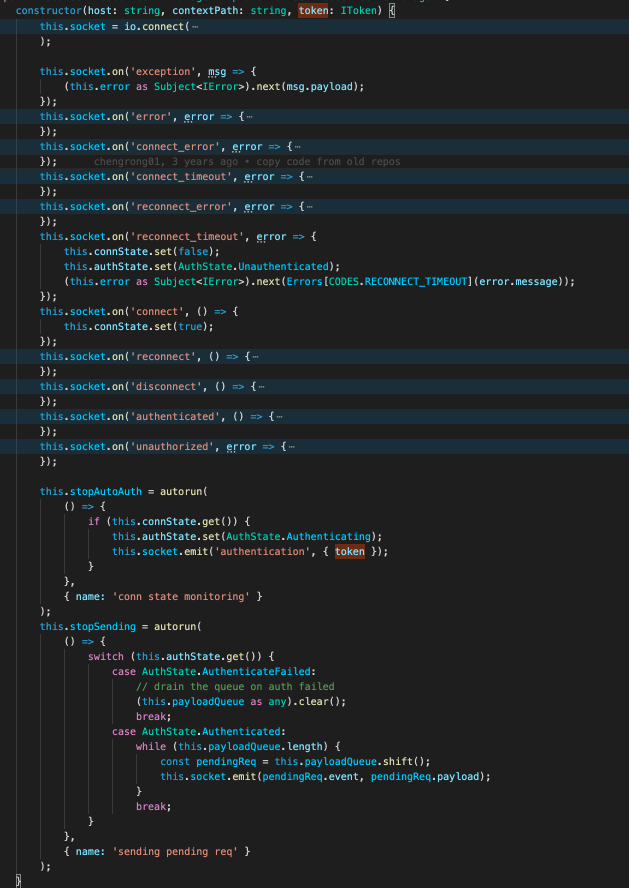 constructor(host: string, contextPath: string, token: IToken) {
this.socket = io.connect(⋯
);
this.socket.on('exception', msg => {
(this.error as Subject<IError>).next(msg.payload);
});
this.socket.on('error', error => {⋯
});
this.socket.on('connect_error', error => {⋯
}); chengrong01, 3 years ago • copy code from old repos
this.socket.on('connect_timeout', error => {⋯
});
this.socket.on('reconnect_error', error => {⋯
});
this.socket.on('reconnect_timeout', error => {
this.connState.set(false);
this.authState.set(AuthState.Unauthenticated);
(this.error as Subject<IError>).next(Errors[CODES.RECONNECT_TIMEOUT](error.message));
});
this.socket.on('connect', () => {
this.connState.set(true);
});
this.socket.on('reconnect', () => {⋯
});
this.socket.on('disconnect', () => {⋯
});
this.socket.on('authenticated', () => {⋯
});
this.socket.on('unauthorized', error => {⋯
});
this.stopAutoAuth = autorun(
() => {
if (this.connState.get()) {
this.authState.set(AuthState.Authenticating);
this.socket.emit('authentication', { token });
}
},
{ name: 'conn state monitoring' }
);
this.stopSending = autorun(
() => {
switch (this.authState.get()) {
case AuthState.AuthenticateFailed:
// drain the queue on auth failed
(this.payloadQueue as any).clear();
break;
case AuthState.Authenticated:
while (this.payloadQueue.length) {
const pendingReq = this.payloadQueue.shift();
this.socket.emit(pendingReq.event, pendingReq.payload);
}
break;
}
},
{ name: 'sending pending req' }
);
}